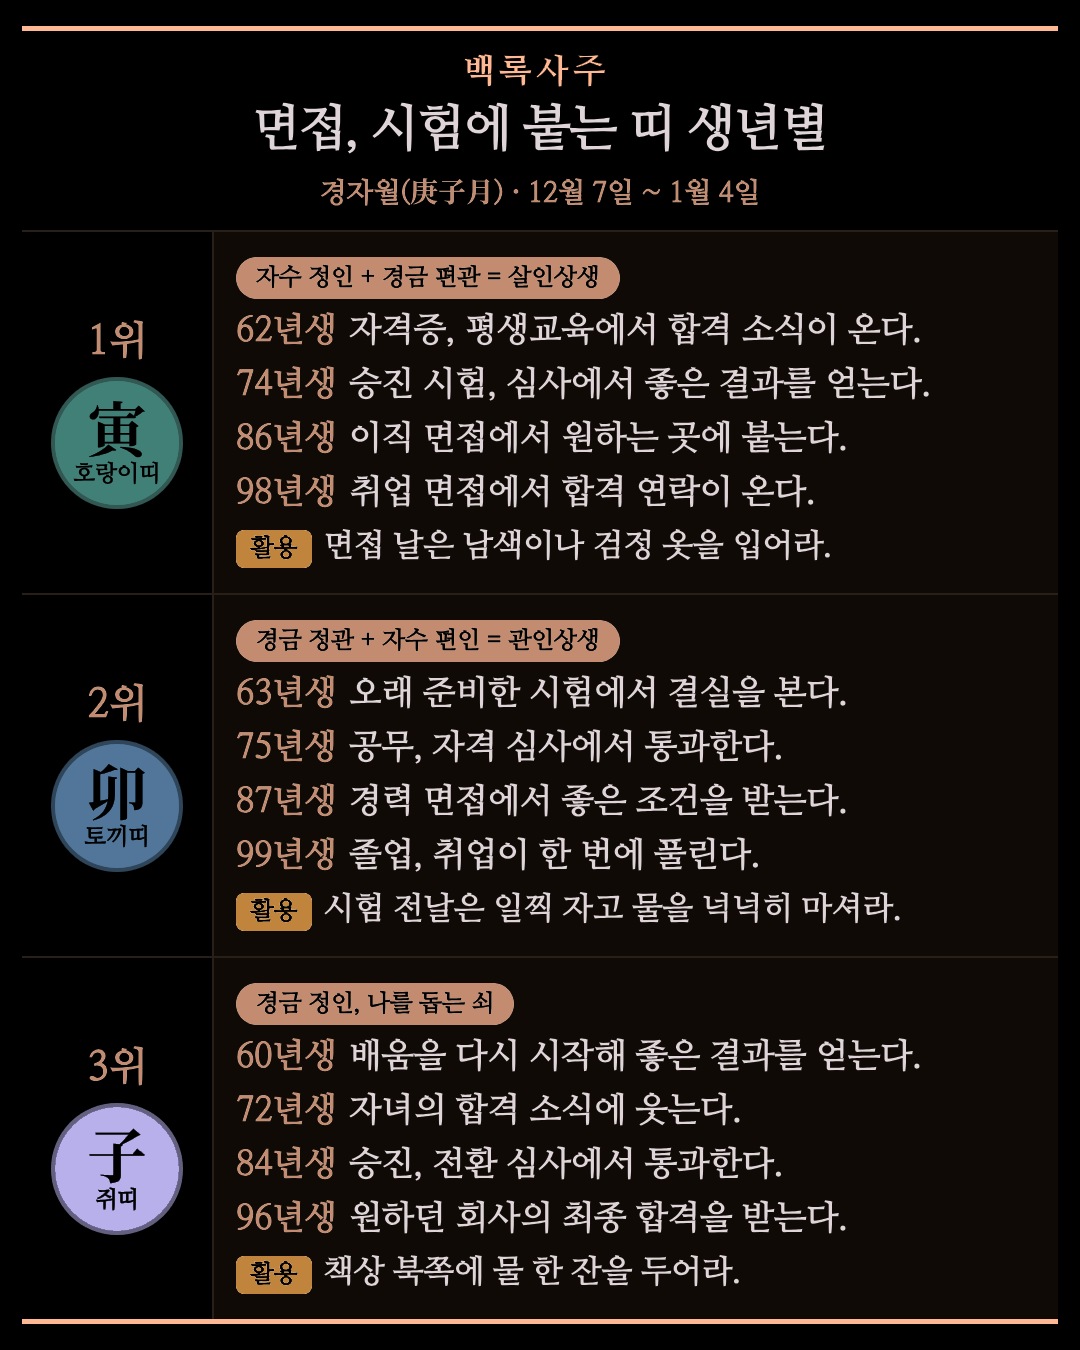 백록사주
면접, 시험에 붙는 띠 생년별
경자월(庚子月) · 12월 7일 ~ 1월 4일
1위
寅
호랑이띠
자수 정인 + 경금 편관 = 살인상생
62년생 자격증, 평생교육에서 합격 소식이 온다.
74년생 승진 시험, 심사에서 좋은 결과를 얻는다.
86년생 이직 면접에서 원하는 곳에 붙는다.
98년생 취업 면접에서 합격 연락이 온다.
활용 면접 날은 남색이나 검정 옷을 입어라.
2위
卯
토끼띠
경금 정관 + 자수 편인 = 관인상생
63년생 오래 준비한 시험에서 결실을 본다.
75년생 공무, 자격 심사에서 통과한다.
87년생 경력 면접에서 좋은 조건을 받는다.
99년생 졸업, 취업이 한 번에 풀린다.
활용 시험 전날은 일찍 자고 물을 넉넉히 마셔라.
3위
子
쥐띠
경금 정인, 나를 돕는 쇠
60년생 배움을 다시 시작해 좋은 결과를 얻는다.
72년생 자녀의 합격 소식에 웃는다.
84년생 승진, 전환 심사에서 통과한다.
96년생 원하던 회사의 최종 합격을 받는다.
활용 책상 북쪽에 물 한 잔을 두어라.